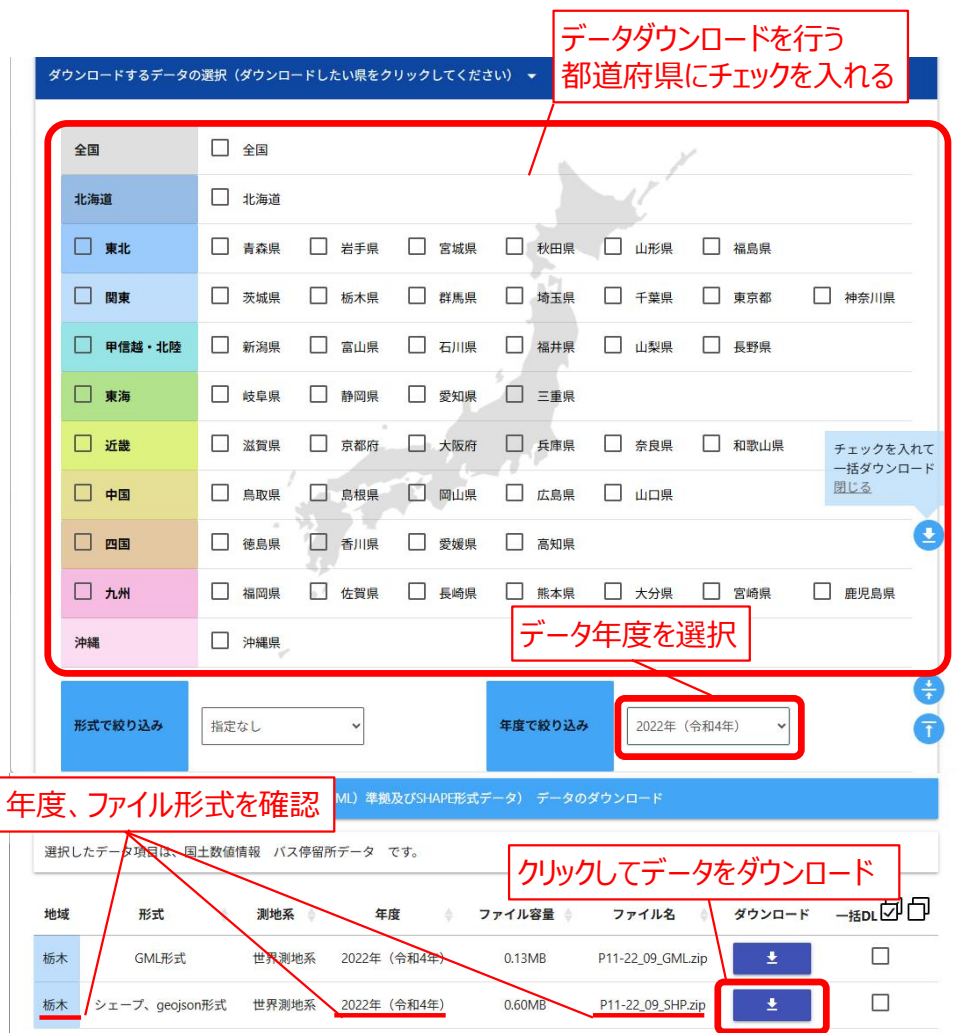 データダウンロードを行う
都道府県にチェックを入れる
ダウンロードするデータの選択（ダウンロードしたい県をクリックしてください）
全国 全国
北海道 北海道
東北 青森県 岩手県 宮城県 秋田県 山形県 福島県
関東 茨城県 栃木県 群馬県 埼玉県 千葉県 東京都 神奈川県
甲信越・北陸 新潟県 富山県 石川県 福井県 山梨県 長野県
東海 岐阜県 静岡県 愛知県 三重県
近畿 滋賀県 京都府 大阪府 兵庫県 奈良県 和歌山県
チェックを入れて
一括ダウンロード
閉じる
中国 鳥取県 島根県 岡山県 広島県 山口県
四国 徳島県 香川県 愛媛県 高知県
九州 福岡県 佐賀県 長崎県 熊本県 大分県 宮崎県 鹿児島県
沖縄 沖縄県
データ年度を選択
形式で絞り込み 指定なし 年度で絞り込み 2022年（令和4年）
年度、ファイル形式を確認
ML）準拠及びSHAPE形式データ） データのダウンロード
選択したデータ項目は、国土数値情報 バス停留所データ です。
クリックしてデータをダウンロード
地域 形式 測地系 年度 ファイル容量 ファイル名 ダウンロード 一括DL
栃木 GML形式 世界測地系 2022年（令和4年） 0.13MB P11-22_09_GML.zip
栃木 シェープ、geojson形式 世界測地系 2022年（令和4年） 0.60MB P11-22_09_SHP.zip